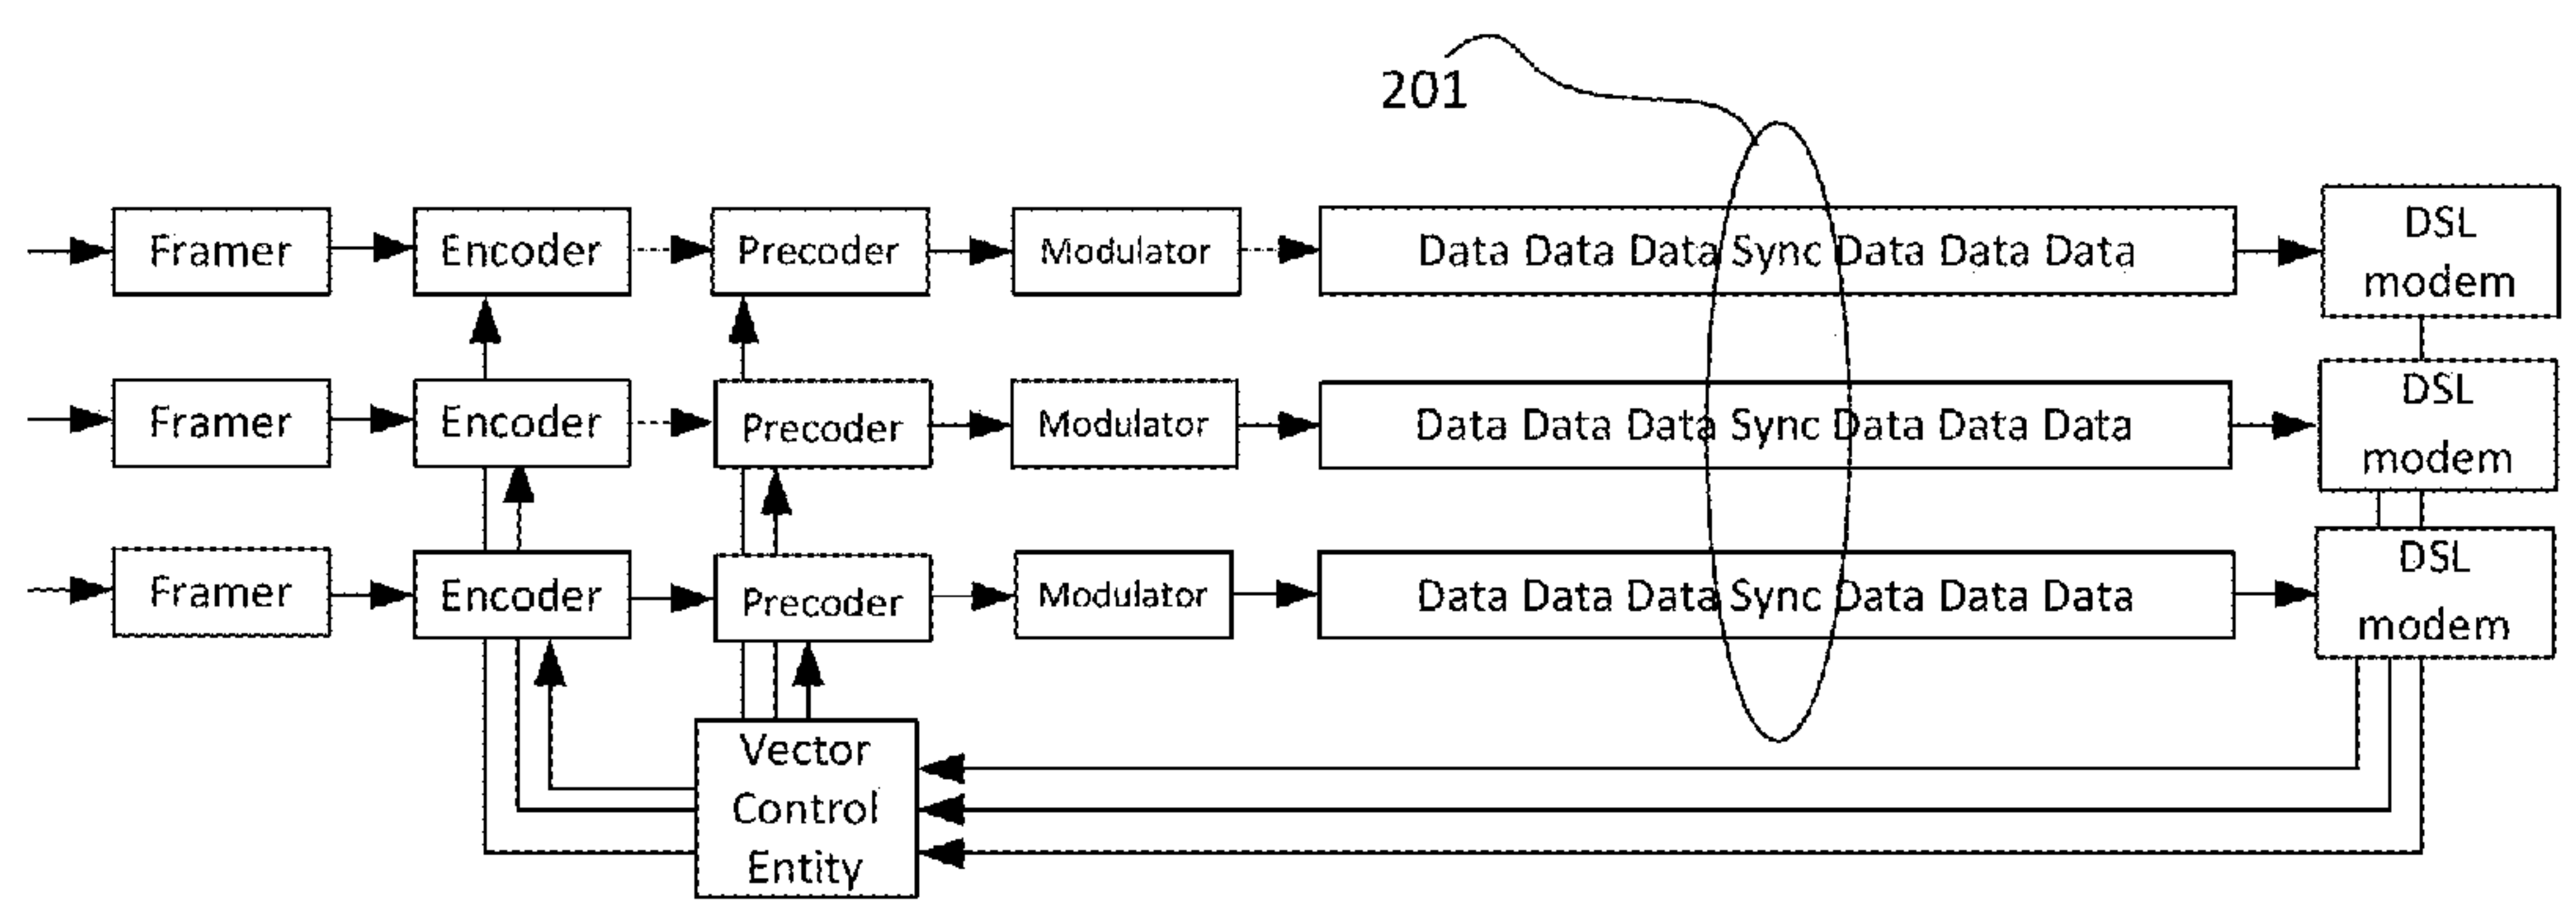 201
Framer Encoder Precoder Modulator Data Data Data Sync Data Data Data DSL
modem
Framer Encoder Precoder Modulator Data Data Data Sync Data Data Data DSL
modem
Framer Encoder Precoder Modulator Data Data Data Sync Data Data Data DSL
modem
Vector
Control
Entity